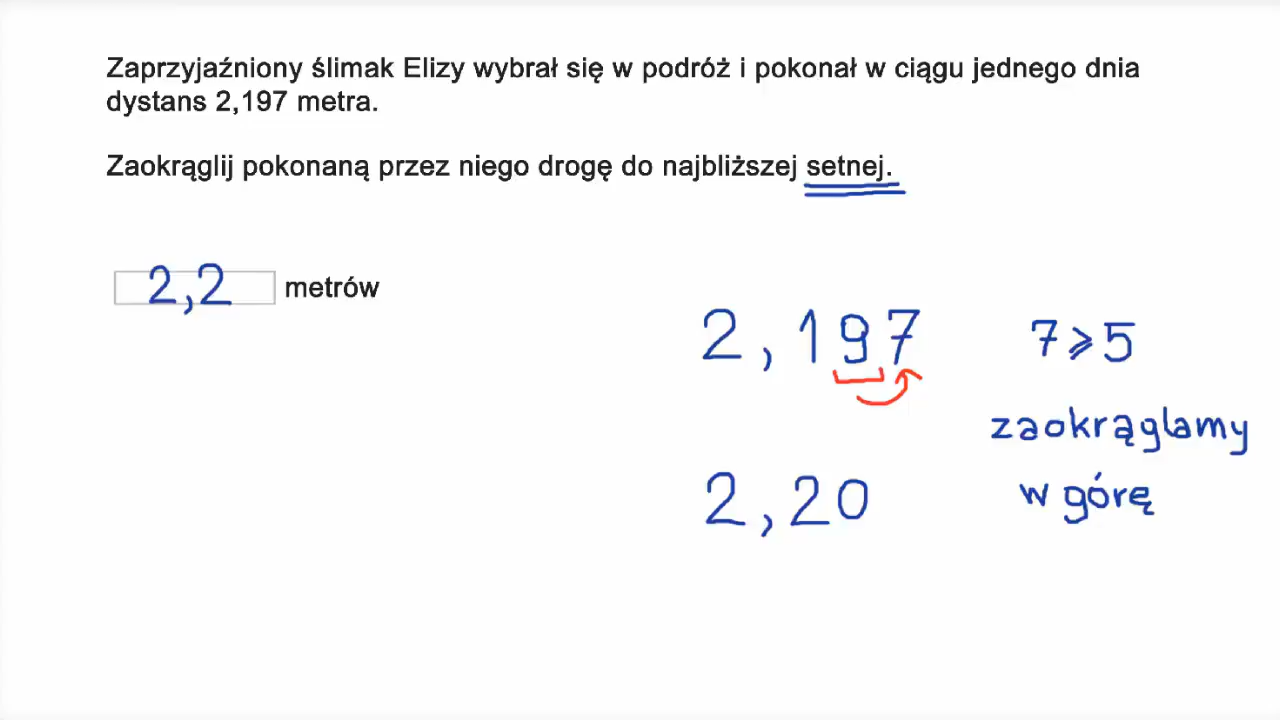 Zaprzyjaźniony ślimak Elizy wybrał się w podróż i pokonał w ciągu jednego dnia
dystans 2,197 metra.
Zaokrąglij pokonaną przez niego drogę do najbliższej setnej.
2,2 metrów
2,197
7⩾5
zaokrąglamy
w górę
2,20